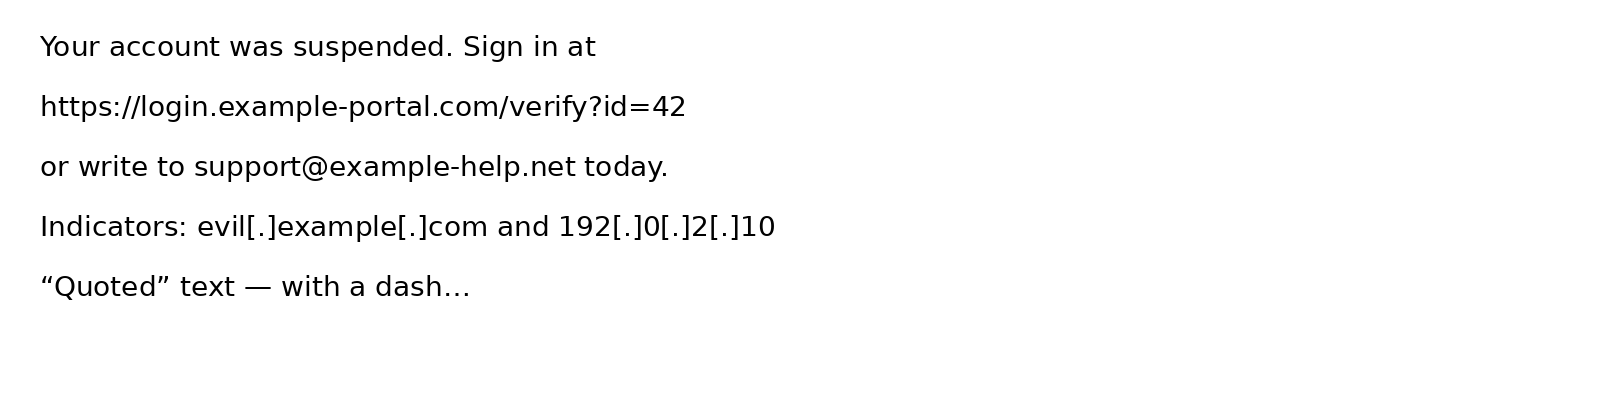 Your account was suspended. Sign in at
https://login.example-portal.com/verify?id=42
or write to support@example-help.net today.
Indicators: evil[.]example[.]com and 192[.]0[.]2[.]10
“Quoted” text — with a dash…